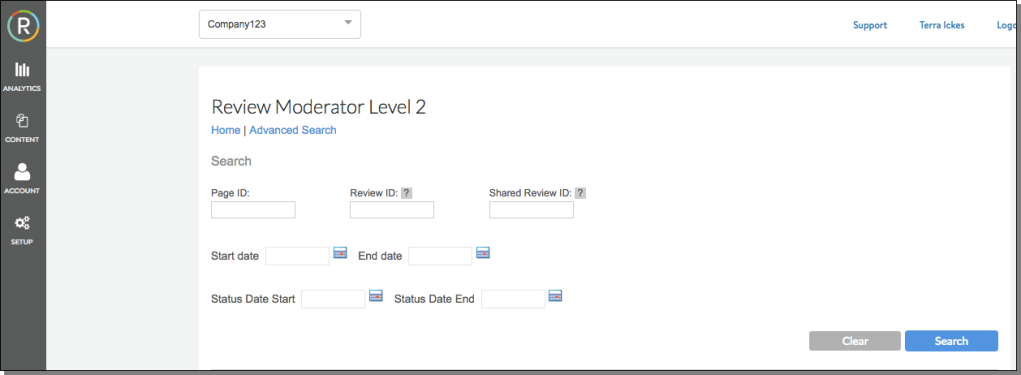 R
Company123
Support
Terra Ickes
Logo
ANALYTICS
CONTENT
ACCOUNT
SETUP
Review Moderator Level 2
Home | Advanced Search
Search
Page ID:
Review ID: ?
Shared Review ID: ?
Start date
End date
Status Date Start
Status Date End
Clear
Search